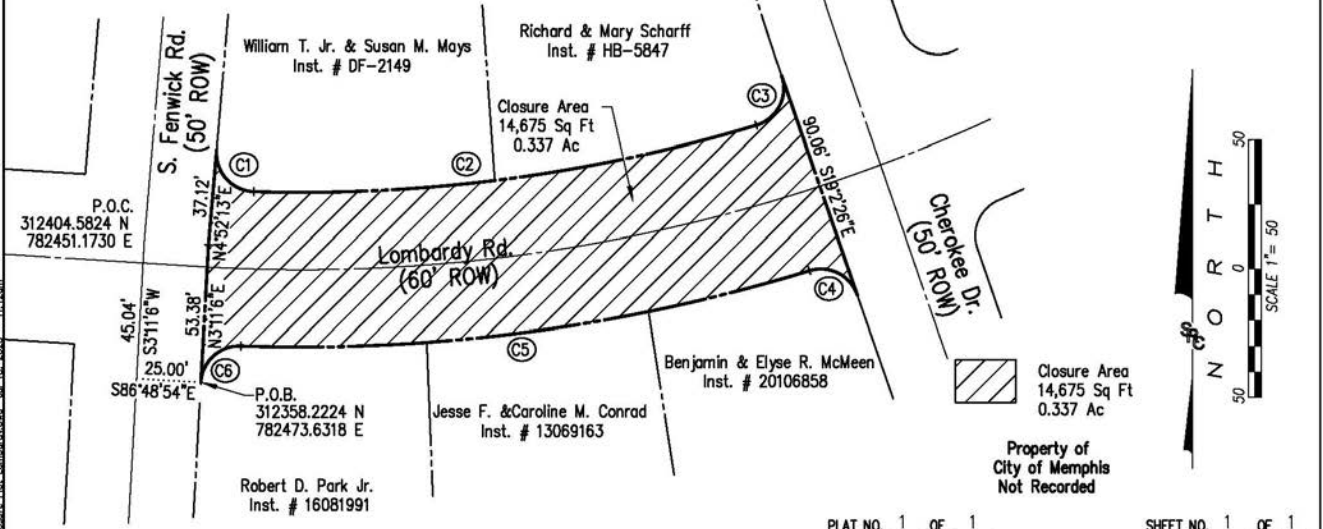 S. Fenwick Rd.
(50' ROW)
William T. Jr. & Susan M. Mays
Inst. # DF-2149
Richard & Mary Scharff
Inst. # HB-5847
Closure Area
14,675 Sq Ft
0.337 Ac
C1
C2
C3
90.06' S19°2'26"E
37.12'
N4°52'13"E
P.O.C.
312404.5824 N
782451.1730 E
Lombardy Rd.
(60' ROW)
Cherokee Dr.
(50' ROW)
45.04'
S3°11'6"W
53.38'
N3°11'6"E
25.00'
S86°48'54"E
C4
C5
C6
P.O.B.
312358.2224 N
782473.6318 E
Jesse F. &Caroline M. Conrad
Inst. # 13069163
Benjamin & Elyse R. McMeen
Inst. # 20106858
Robert D. Park Jr.
Inst. # 16081991
Closure Area
14,675 Sq Ft
0.337 Ac
Property of
City of Memphis
Not Recorded
NORTH
50
0
50
SCALE 1"= 50
PLAT NO. 1 OF 1
SHEET NO. 1 OF 1